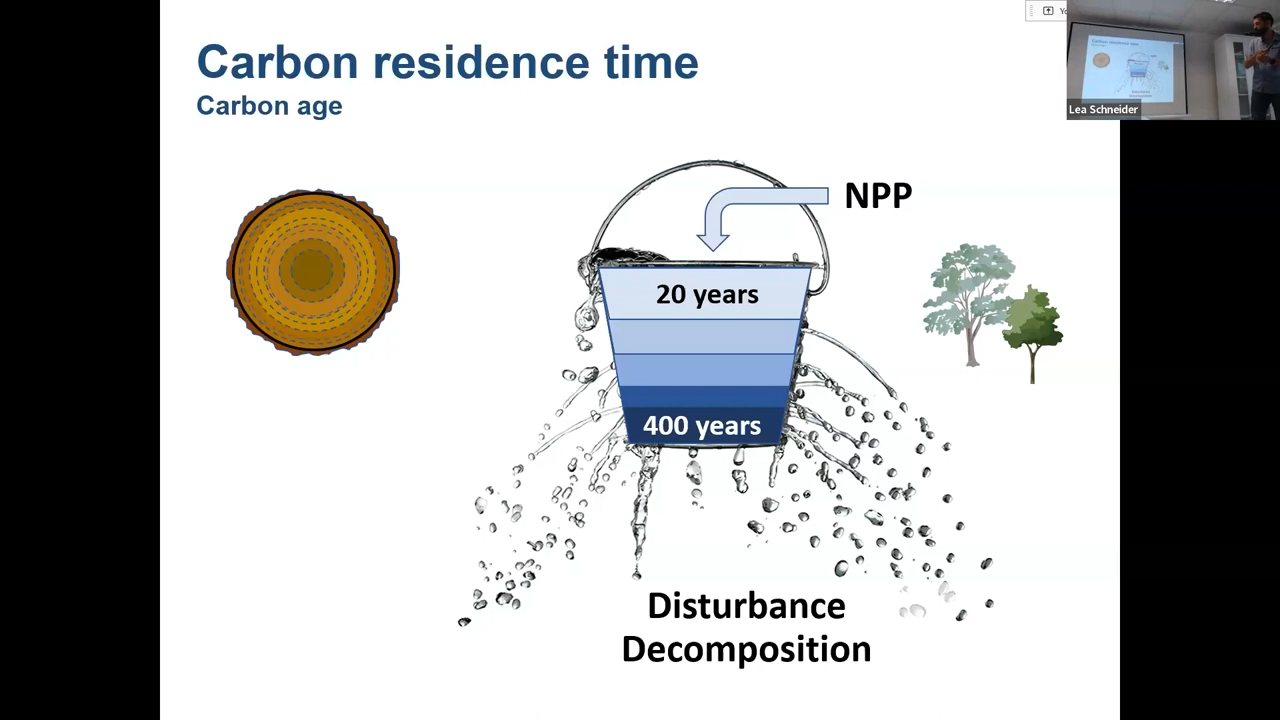 Carbon residence time
Carbon age
NPP
20 years
400 years
Disturbance
Decomposition
Lea Schneider